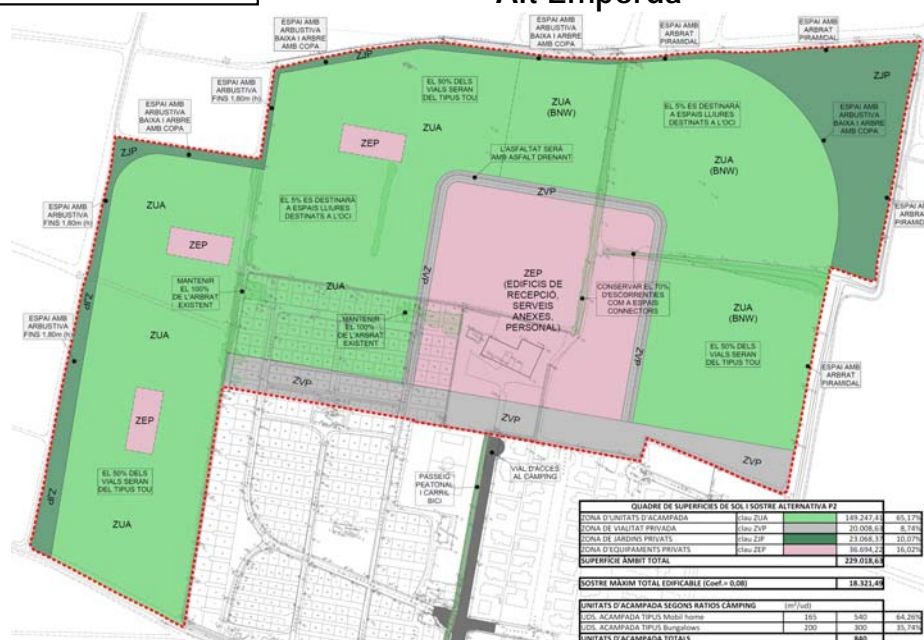 Alt Empordà
ESPAI AMB
ARBUSTIVA
BAIXA I ARBRE
AMB COPA
ESPAI AMB
ARBUSTIVA
BAIXA I ARBRE
AMB COPA
ESPAI AMB
ARBRAT
PIRAMIDAL
ESPAI AMB
ARBRAT
PIRAMIDAL
ZJP
ZJP
ESPAI AMB
ARBUSTIVA
FINS 1,80m (h)
EL 50% DELS
VIALS SERAN
DEL TIPUS TOU
ZUA
ZUA
(BNW)
EL 5% ES DESTINARÀ
A ESPAIS LLIURES
DESTINATS A L'OCI
ESPAI AMB
ARBUSTIVA
BAIXA I ARBRE
AMB COPA
ESPAI AMB
ARBUSTIVA
BAIXA I ARBRE
AMB COPA
ZJP
ZEP
L'ASFALTAT SERÀ
AMB ASFALT DRENANT
ZUA
(BNW)
ZVP
ESPAI AMB
ARBUSTIVA
FINS 1,80m (h)
ZUA
EL 5% ES DESTINARÀ
A ESPAIS LLIURES
DESTINATS A L'OCI
ESPAI AMB
ARBRAT
PIRAMIDAL
ZEP
ZVP
ZEP
(EDIFICIS DE
RECEPCIÓ,
SERVEIS
ANEXES,
PERSONAL)
MANTENIR
EL 100%
DE L'ARBRAT
EXISTENT
ZUA
CONSERVAR EL 70%
D'ESCORRENTIES
COM A ESPAIS
CONNECTORS
ZJP
ESPAI AMB
ARBUSTIVA
FINS 1,80m (h)
ZUA
MANTENIR
EL 100%
DE L'ARBRAT
EXISTENT
ZUA
(BNW)
EL 50% DELS
VIALS SERAN
DEL TIPUS TOU
ZVP
ZVP
ESPAI AMB
ARBRAT
PIRAMIDAL
ZEP
ZVP
ZVP
EL 50% DELS
VIALS SERAN
DEL TIPUS TOU
ZJP
ZUA
PASSEIG
PEATONAL
I CARRIL
BICI
VIAL D'ACCES
AL CAMPING
QUADRE DE SUPERFICIES DE SOL I SOSTRE ALTERNATIVA P2
ZONA D'UNITATS D'ACAMPADA clau ZUA 149.247,41 65,17%
ZONA DE VIALITAT PRIVADA clau ZVP 20.008,63 8,74%
ZONA DE JARDINS PRIVATS clau ZJP 23.068,37 10,07%
ZONA D'EQUIPAMENTS PRIVATS clau ZEP 36.694,22 16,02%
SUPERFÍCIE ÀMBIT TOTAL 229.018,63
SOSTRE MÀXIM TOTAL EDIFICABLE (Coef.= 0,08) 18.321,49
UNITATS D'ACAMPADA SEGONS RATIOS CÀMPING (m²/ud)
UDS. ACAMPADA TIPUS Mobil home 165 540 64,26%
UDS. ACAMPADA TIPUS Bungalows 200 300 35,74%
UNITATS D'ACAMPADA TOTALS 840